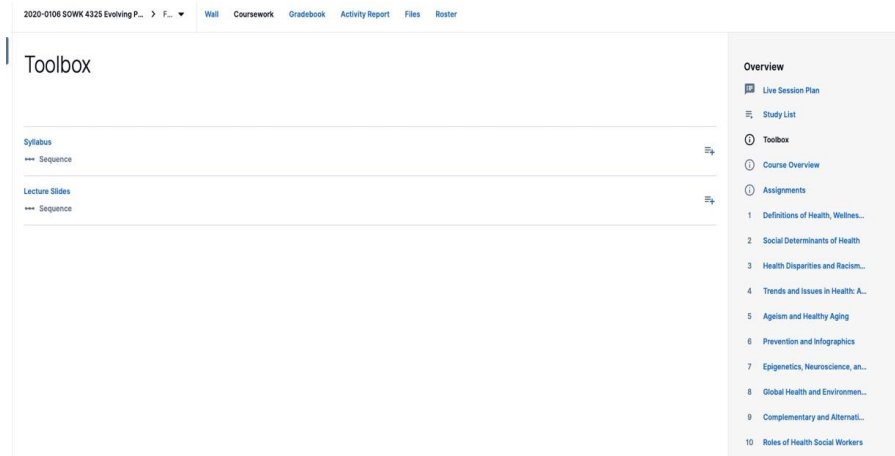 2020-0106 SOWK 4325 Evolving P... > F... ▼ Wall Coursework Gradebook Activity Report Files Roster
Toolbox
Syllabus
Sequence
Lecture Slides
Sequence
Overview
Live Session Plan
Study List
Toolbox
Course Overview
Assignments
1 Definitions of Health, Wellnes...
2 Social Determinants of Health
3 Health Disparities and Racism...
4 Trends and Issues in Health: A...
5 Ageism and Healthy Aging
6 Prevention and Infographics
7 Epigenetics, Neuroscience, an...
8 Global Health and Environmen...
9 Complementary and Alternati...
10 Roles of Health Social Workers